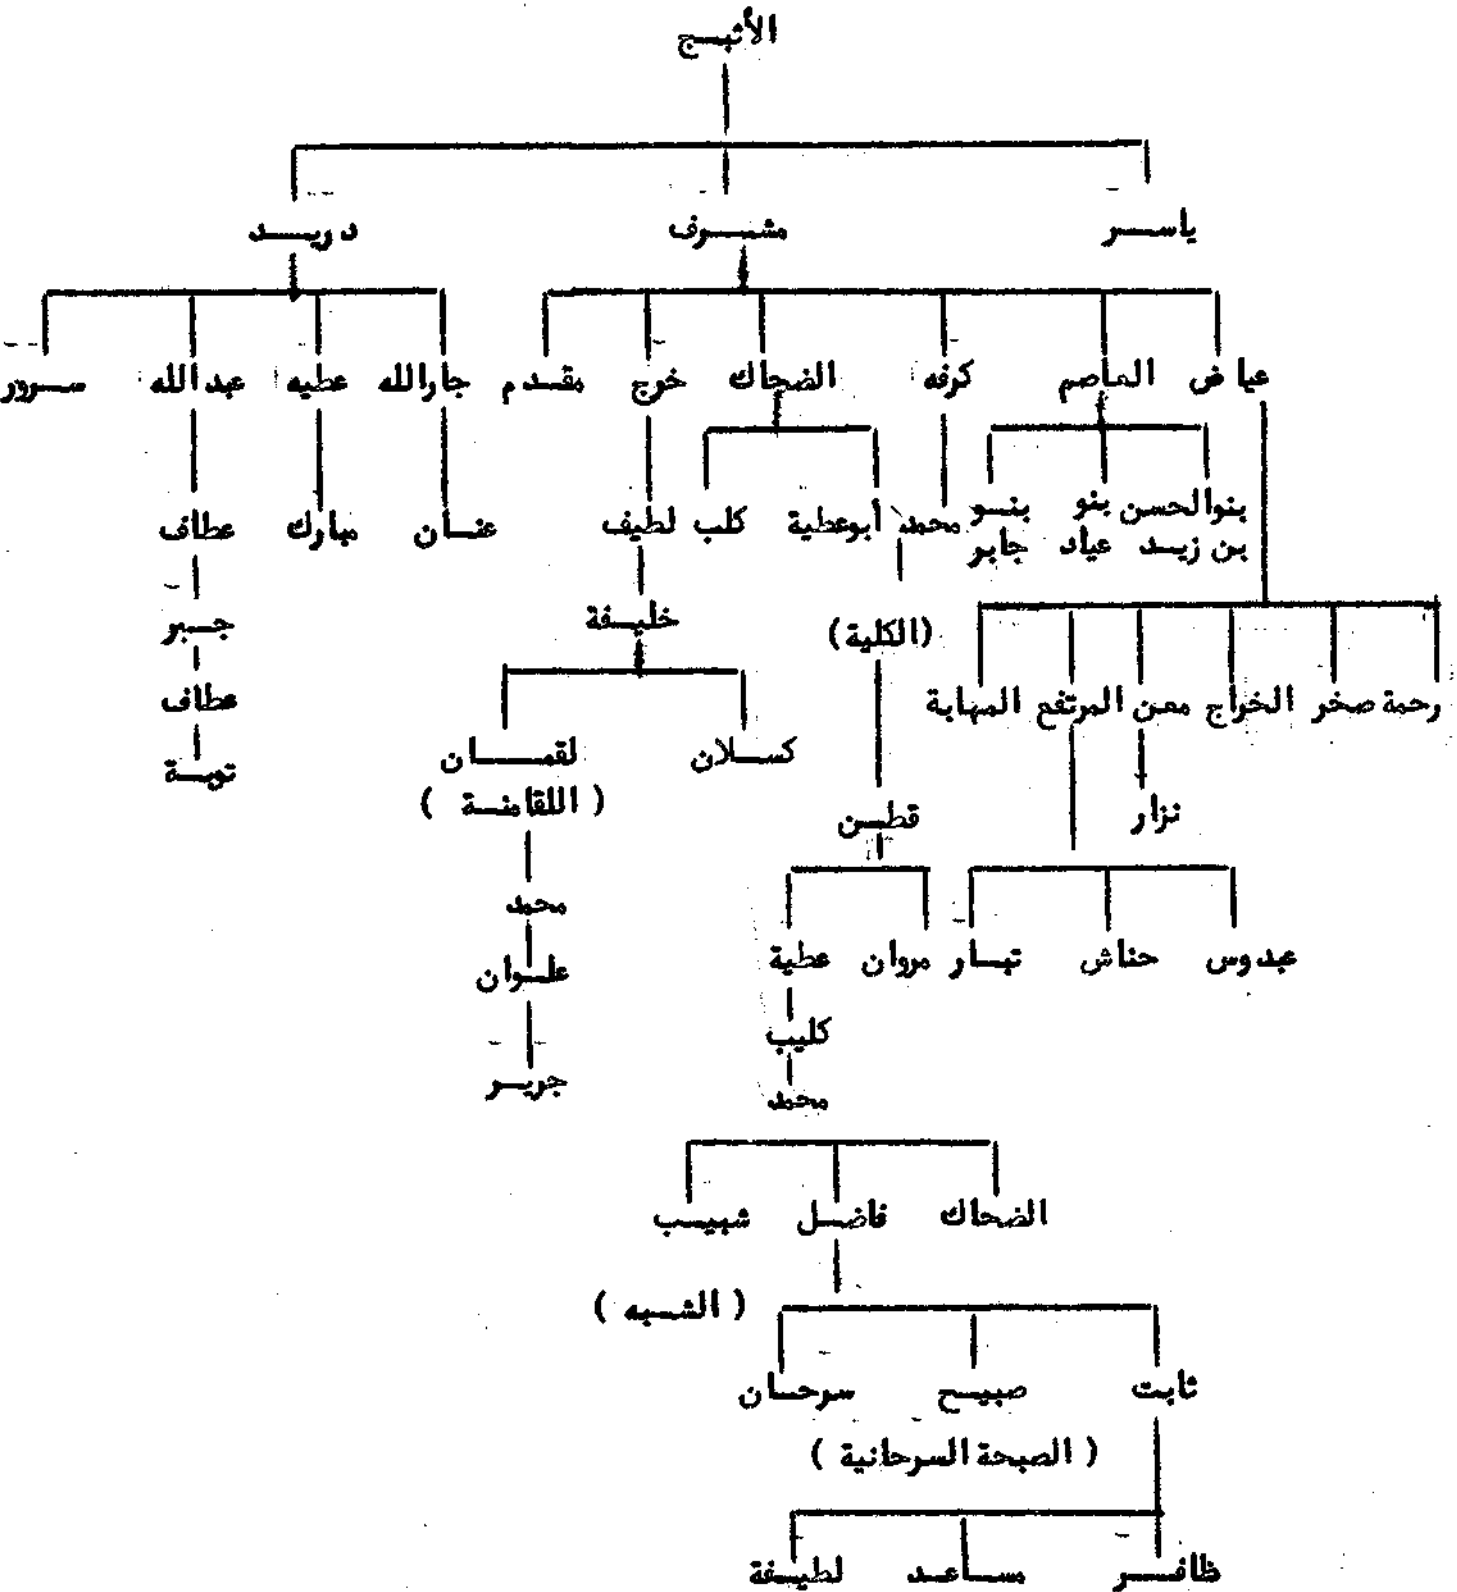 الأثبج
ياسر مشرف دريد
عياض العاصم كرفه الضحاك خرج مقدم جارالله عطيه عبدالله سرور
بنوالحسن بنو بنو محمد أبوعطية كلب لطيف عنان مبارك عطاف
بن زيد عياد جابر
خليفة جبر
(الكلية)
رحمة صخر الخراج معن المرتفع المهابة عطاف
كسلان لقمان توبة
( اللقامنة )
نزار قطن
محمد
عبدوس حناش تبار مروان عطية علوان
كليب
جرير
محمد
الضحاك فاضل شبيب
( الشبه )
ثابت صبيح سرحان
( الصبحة السرحانية )
ظافر مساعد لطيفة